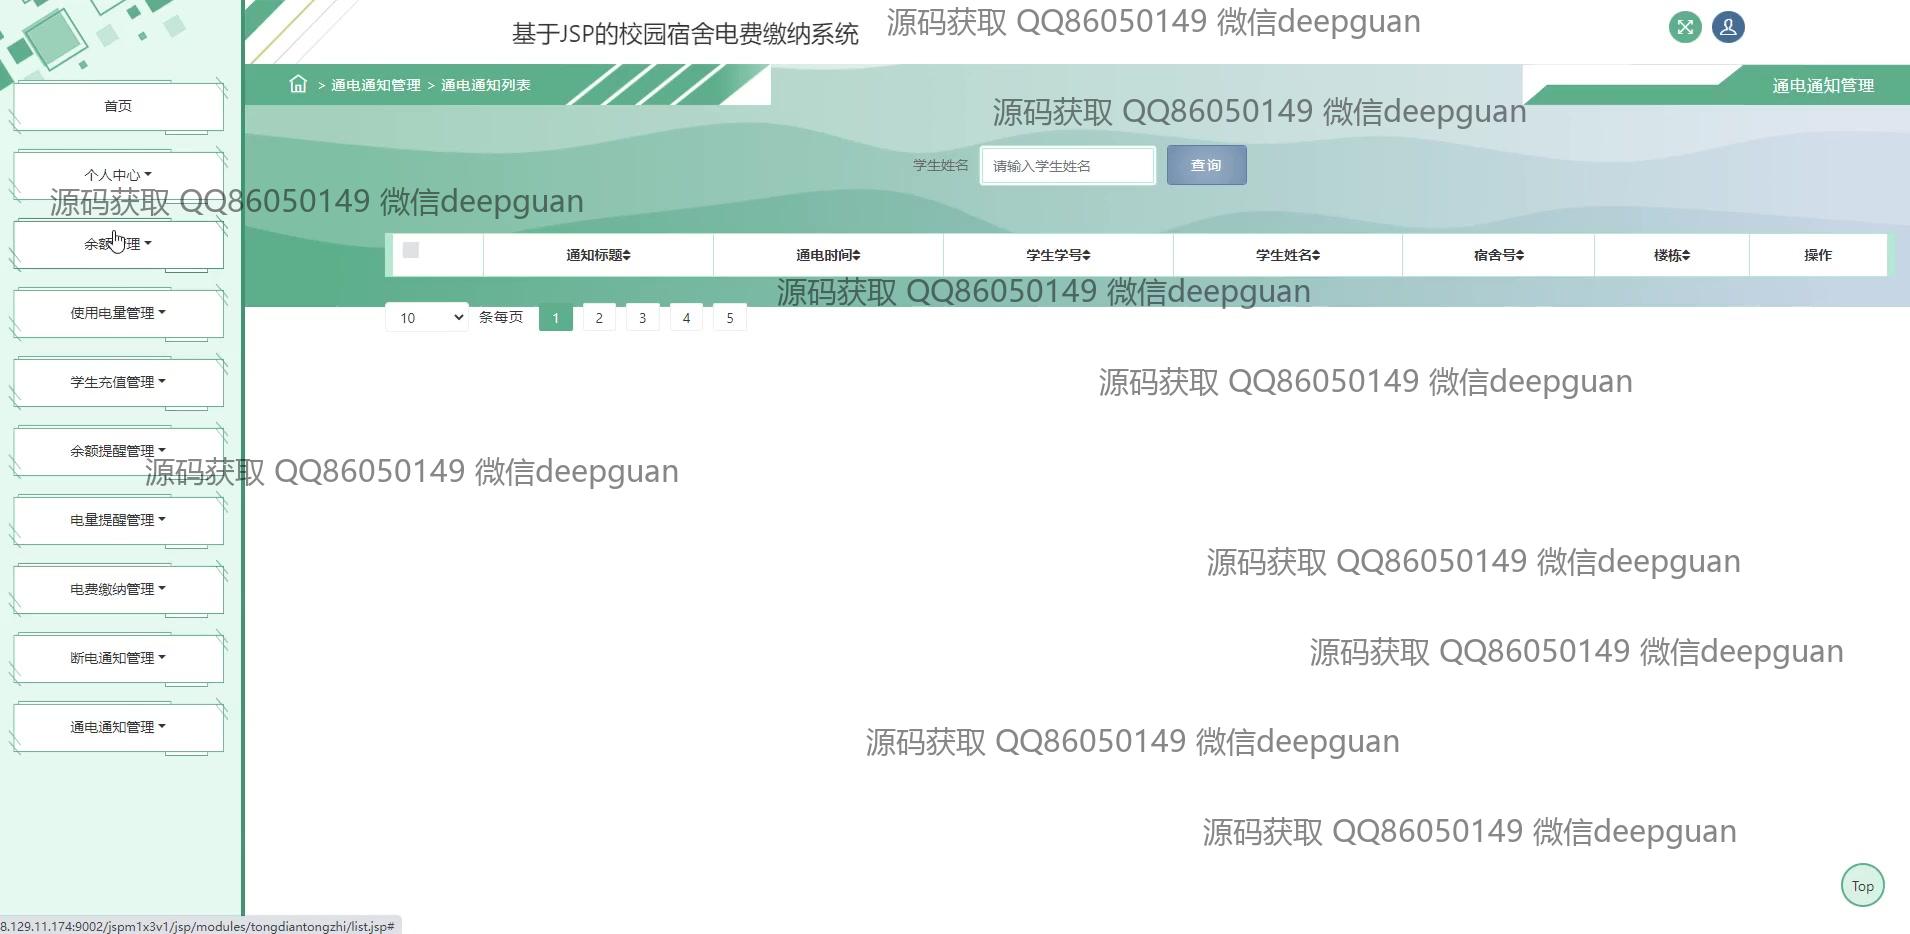 基于JSP的校园宿舍电费缴纳系统
源码获取 QQ86050149 微信deepguan
> 通电通知管理 > 通电通知列表
通电通知管理
源码获取 QQ86050149 微信deepguan
首页
学生姓名 请输入学生姓名 查询
个人中心
源码获取 QQ86050149 微信deepguan
余额管理
通知标题 通电时间 学生学号 学生姓名 宿舍号 楼栋 操作
源码获取 QQ86050149 微信deepguan
使用电量管理
10 条每页 1 2 3 4 5
学生充值管理
源码获取 QQ86050149 微信deepguan
余额提醒管理
源码获取 QQ86050149 微信deepguan
电量提醒管理
源码获取 QQ86050149 微信deepguan
电费缴纳管理
断电通知管理
源码获取 QQ86050149 微信deepguan
通电通知管理
源码获取 QQ86050149 微信deepguan
源码获取 QQ86050149 微信deepguan
Top
8.129.11.174:9002/jspm1x3v1/jsp/modules/tongdiantongzhi/list.jsp#